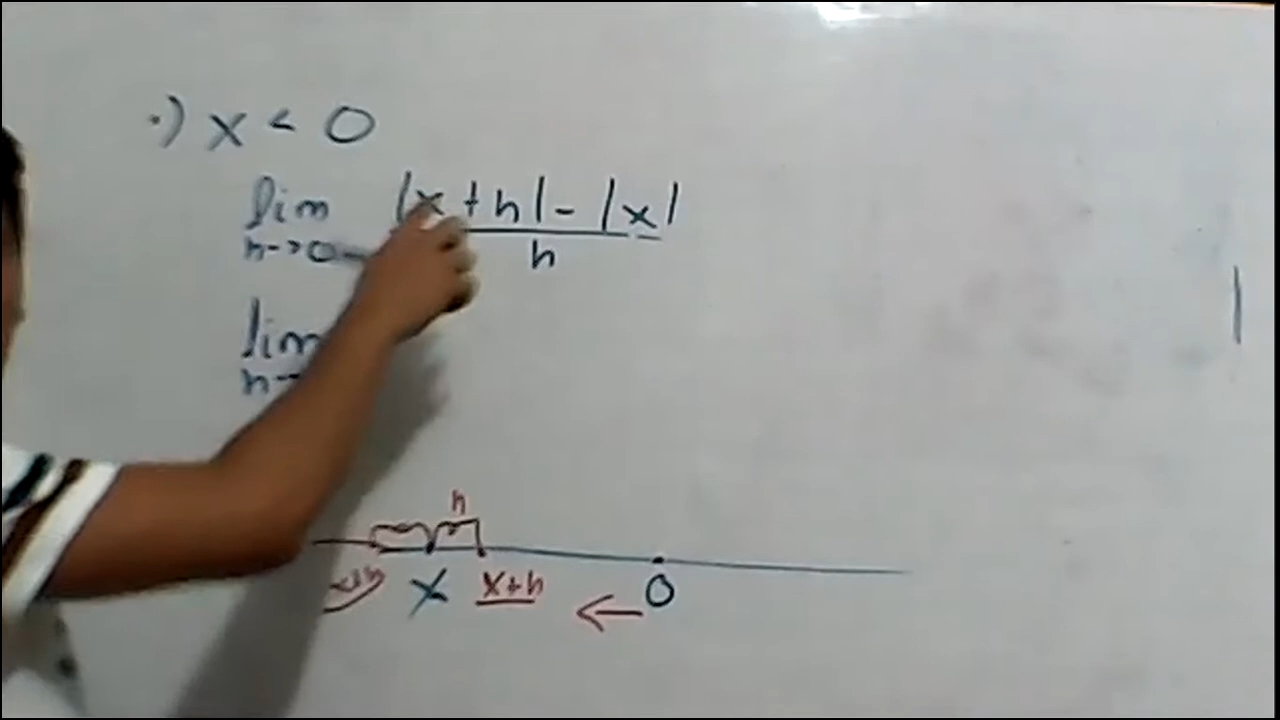 ·) x < 0
lim |x+h| - |x|
h→0 h
lim
h→
h
x+h x x+h ← 0